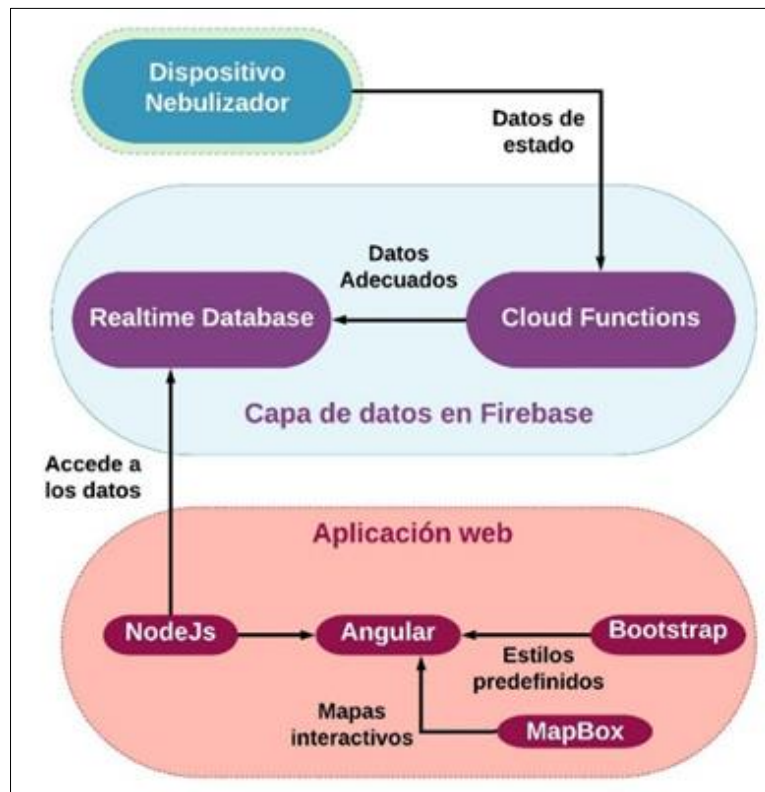 Dispositivo
Nebulizador
Datos de
estado
Datos
Adecuados
Realtime Database
Cloud Functions
Capa de datos en Firebase
Accede a
los datos
Aplicación web
NodeJs
Angular
Bootstrap
Estilos
predefinidos
Mapas
interactivos
MapBox